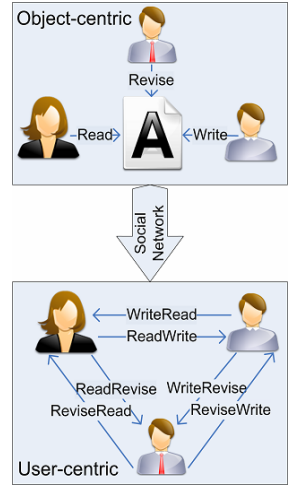 Object-centric
Revise
Read
A
Write
Social
Network
WriteRead
ReadWrite
ReadRevise
WriteRevise
ReviseRead
ReviseWrite
User-centric